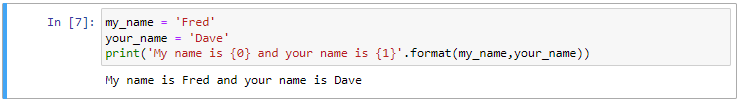 In [7]: my_name = 'Fred'
your_name = 'Dave'
print('My name is {0} and your name is {1}'.format(my_name,your_name))
My name is Fred and your name is Dave